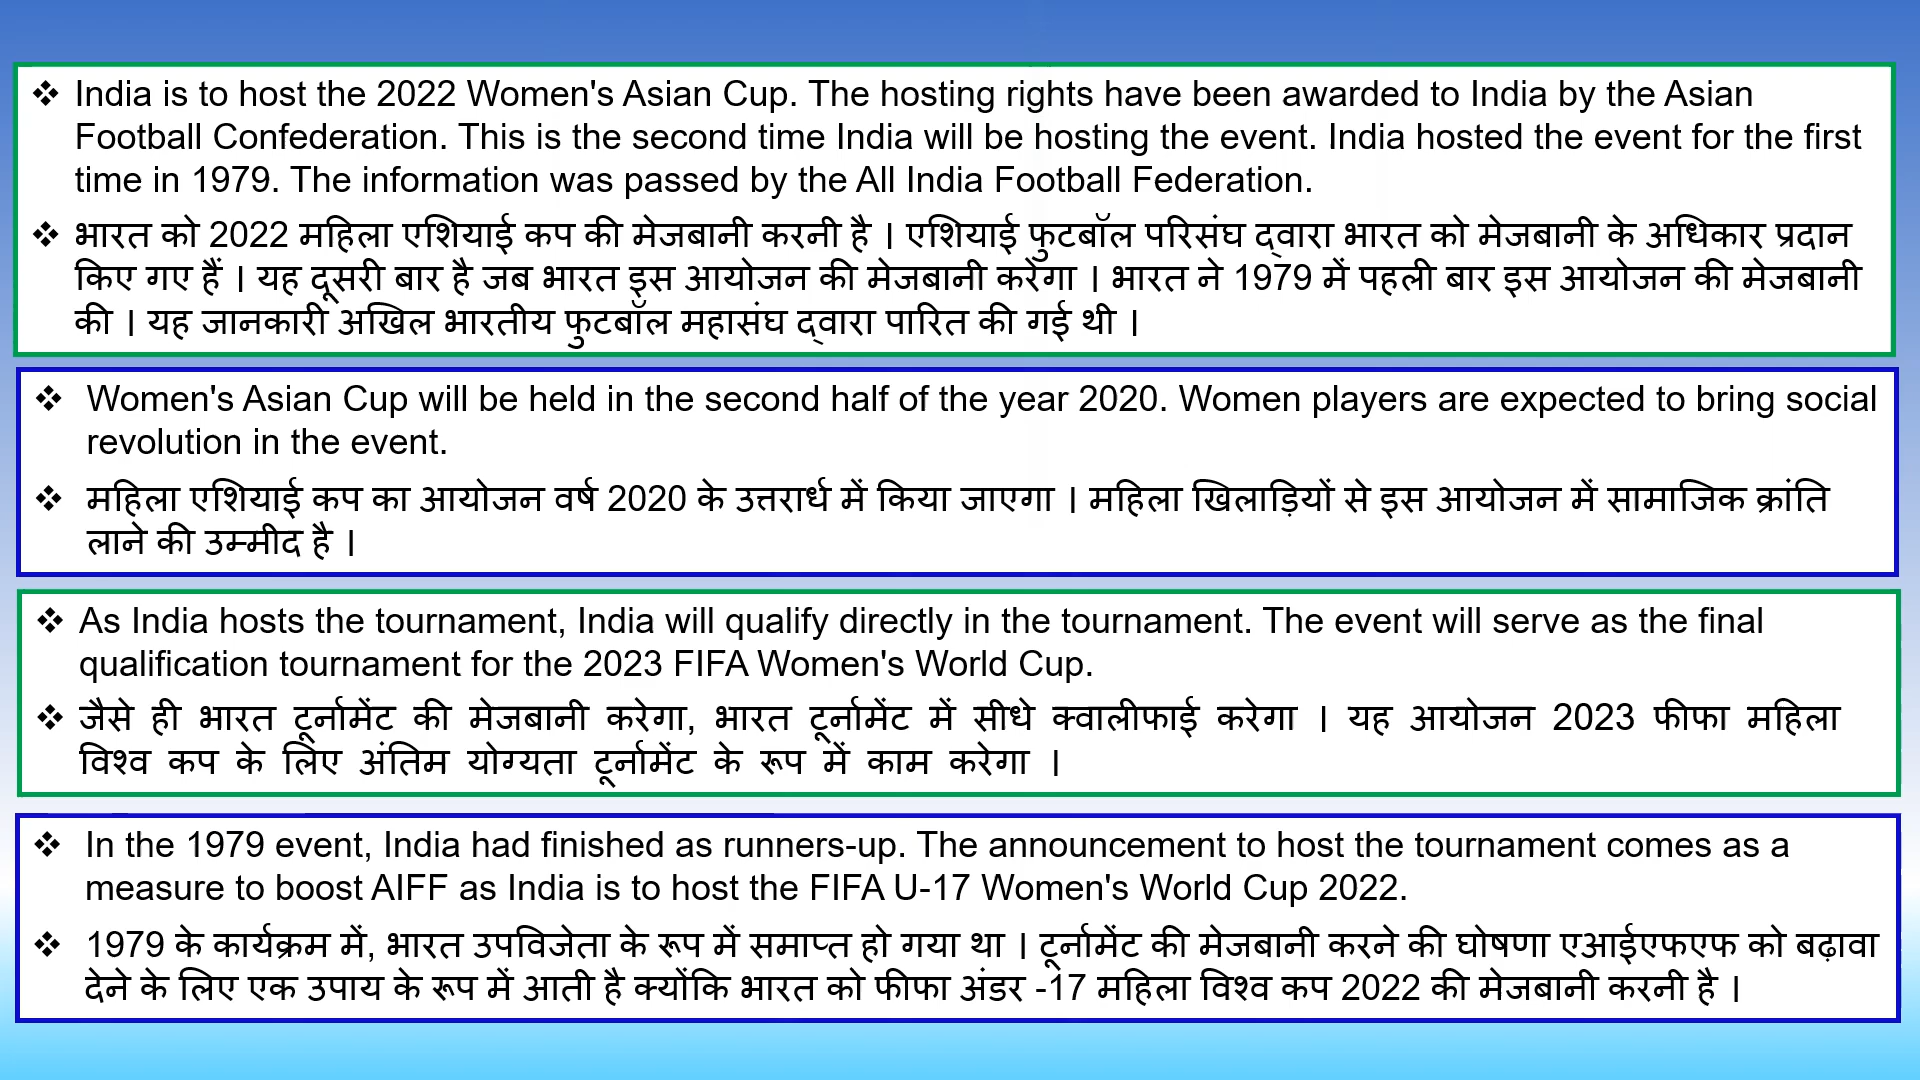 ❖ India is to host the 2022 Women's Asian Cup. The hosting rights have been awarded to India by the Asian
Football Confederation. This is the second time India will be hosting the event. India hosted the event for the first
time in 1979. The information was passed by the All India Football Federation.
❖ भारत को 2022 महिला एशियाई कप की मेजबानी करनी है । एशियाई फुटबॉल परिसंघ द्वारा भारत को मेजबानी के अधिकार प्रदान
किए गए हैं । यह दूसरी बार है जब भारत इस आयोजन की मेजबानी करेगा । भारत ने 1979 में पहली बार इस आयोजन की मेजबानी
की । यह जानकारी अखिल भारतीय फुटबॉल महासंघ द्वारा पारित की गई थी ।
❖ Women's Asian Cup will be held in the second half of the year 2020. Women players are expected to bring social
revolution in the event.
❖ महिला एशियाई कप का आयोजन वर्ष 2020 के उत्तरार्ध में किया जाएगा । महिला खिलाड़ियों से इस आयोजन में सामाजिक क्रांति
लाने की उम्मीद है ।
❖ As India hosts the tournament, India will qualify directly in the tournament. The event will serve as the final
qualification tournament for the 2023 FIFA Women's World Cup.
❖ जैसे ही भारत टूर्नामेंट की मेजबानी करेगा, भारत टूर्नामेंट में सीधे क्वालीफाई करेगा । यह आयोजन 2023 फीफा महिला
विश्व कप के लिए अंतिम योग्यता टूर्नामेंट के रूप में काम करेगा ।
❖ In the 1979 event, India had finished as runners-up. The announcement to host the tournament comes as a
measure to boost AIFF as India is to host the FIFA U-17 Women's World Cup 2022.
❖ 1979 के कार्यक्रम में, भारत उपविजेता के रूप में समाप्त हो गया था । टूर्नामेंट की मेजबानी करने की घोषणा एआईएफएफ को बढ़ावा
देने के लिए एक उपाय के रूप में आती है क्योंकि भारत को फीफा अंडर -17 महिला विश्व कप 2022 की मेजबानी करनी है ।